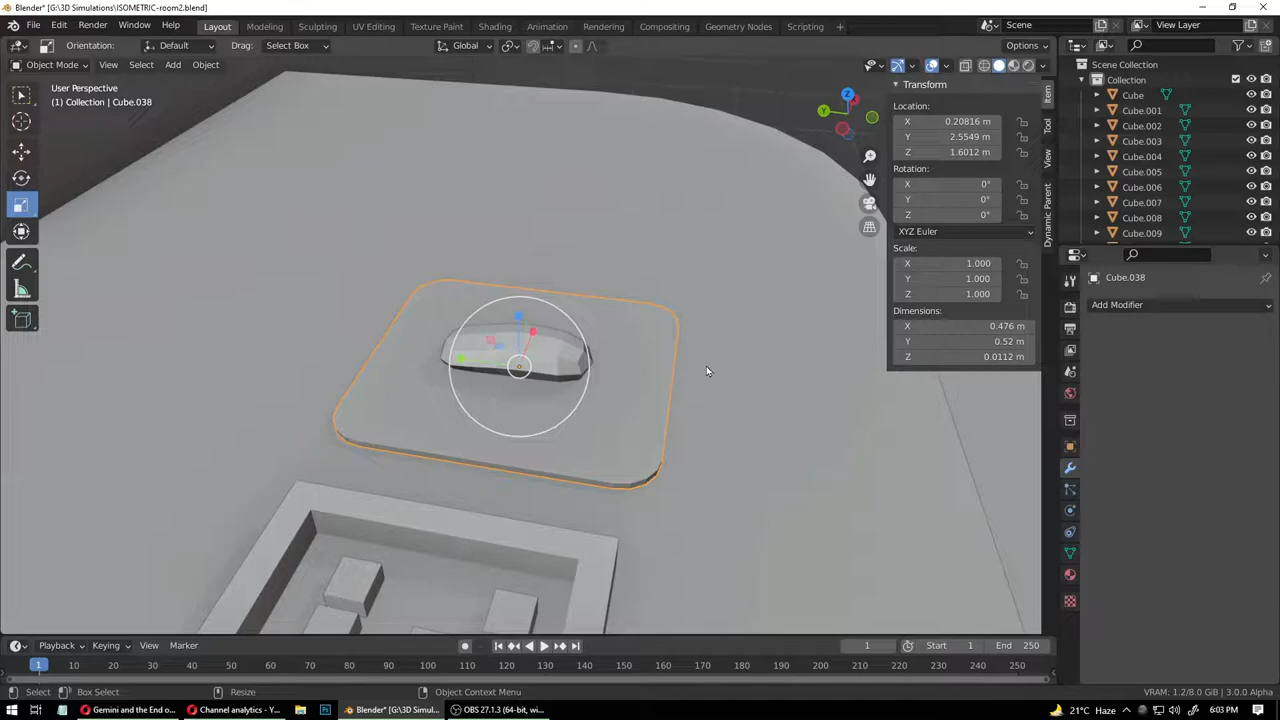 Blender* [G:\3D Simulations\ISOMETRIC-room2.blend]
File Edit Render Window Help
Layout Modeling Sculpting UV Editing Texture Paint Shading Animation Rendering Compositing Geometry Nodes Scripting +
Scene
View Layer
Orientation: Default Drag: Select Box Global Options
Object Mode View Select Add Object
User Perspective
(1) Collection | Cube.038
Z
Y
Transform
Location:
X 0.20816 m
Y 2.5549 m
Z 1.6012 m
Rotation:
X 0°
Y 0°
Z 0°
XYZ Euler
Scale:
X 1.000
Y 1.000
Z 1.000
Dimensions:
X 0.476 m
Y 0.52 m
Z 0.0112 m
Item
Tool
View
Dynamic Parent
Scene Collection
Collection
Cube
Cube.001
Cube.002
Cube.003
Cube.004
Cube.005
Cube.006
Cube.007
Cube.008
Cube.009
Cube.038
Add Modifier
Playback Keying View Marker 1 Start 1 End 250
1 10 20 30 40 50 60 70 80 90 100 110 120 130 140 150 160 170 180 190 200 210 220 230 240 250
Select Box Select Resize Object Context Menu VRAM: 1.2/8.0 GiB | 3.0.0 Alpha
Gemini and the End o... Channel analytics - Y... Ps Blender* [G:\3D Simul... OBS 27.1.3 (64-bit, wi... 21°C Haze 6:03 PM